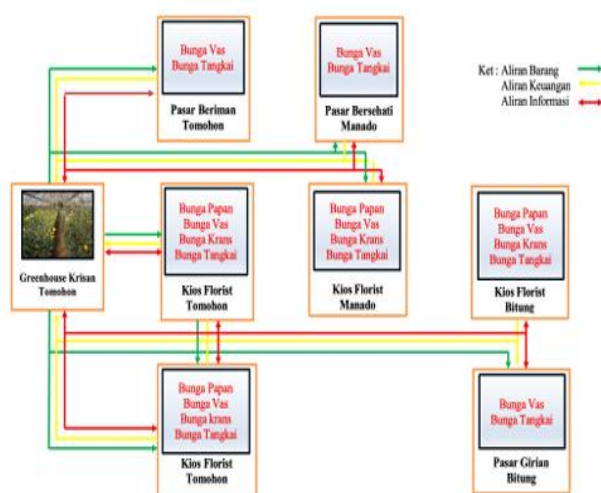 Bunga Vas
Bunga Tangkai
Pasar Beriman
Tomohon
Bunga Vas
Bunga Tangkai
Pasar Bersehati
Manado
Ket : Aliran Barang
Aliran Keuangan
Aliran Informasi
Greenhouse Krisan
Tomohon
Bunga Papan
Bunga Vas
Bunga Krans
Bunga Tangkai
Kios Florist
Tomohon
Bunga Papan
Bunga Vas
Bunga Krans
Bunga Tangkai
Kios Florist
Manado
Bunga Papan
Bunga Vas
Bunga Krans
Bunga Tangkai
Kios Florist
Bitung
Bunga Papan
Bunga Vas
Bunga krans
Bunga Tangkai
Kios Florist
Tomohon
Bunga Vas
Bunga Tangkai
Pasar Girian
Bitung